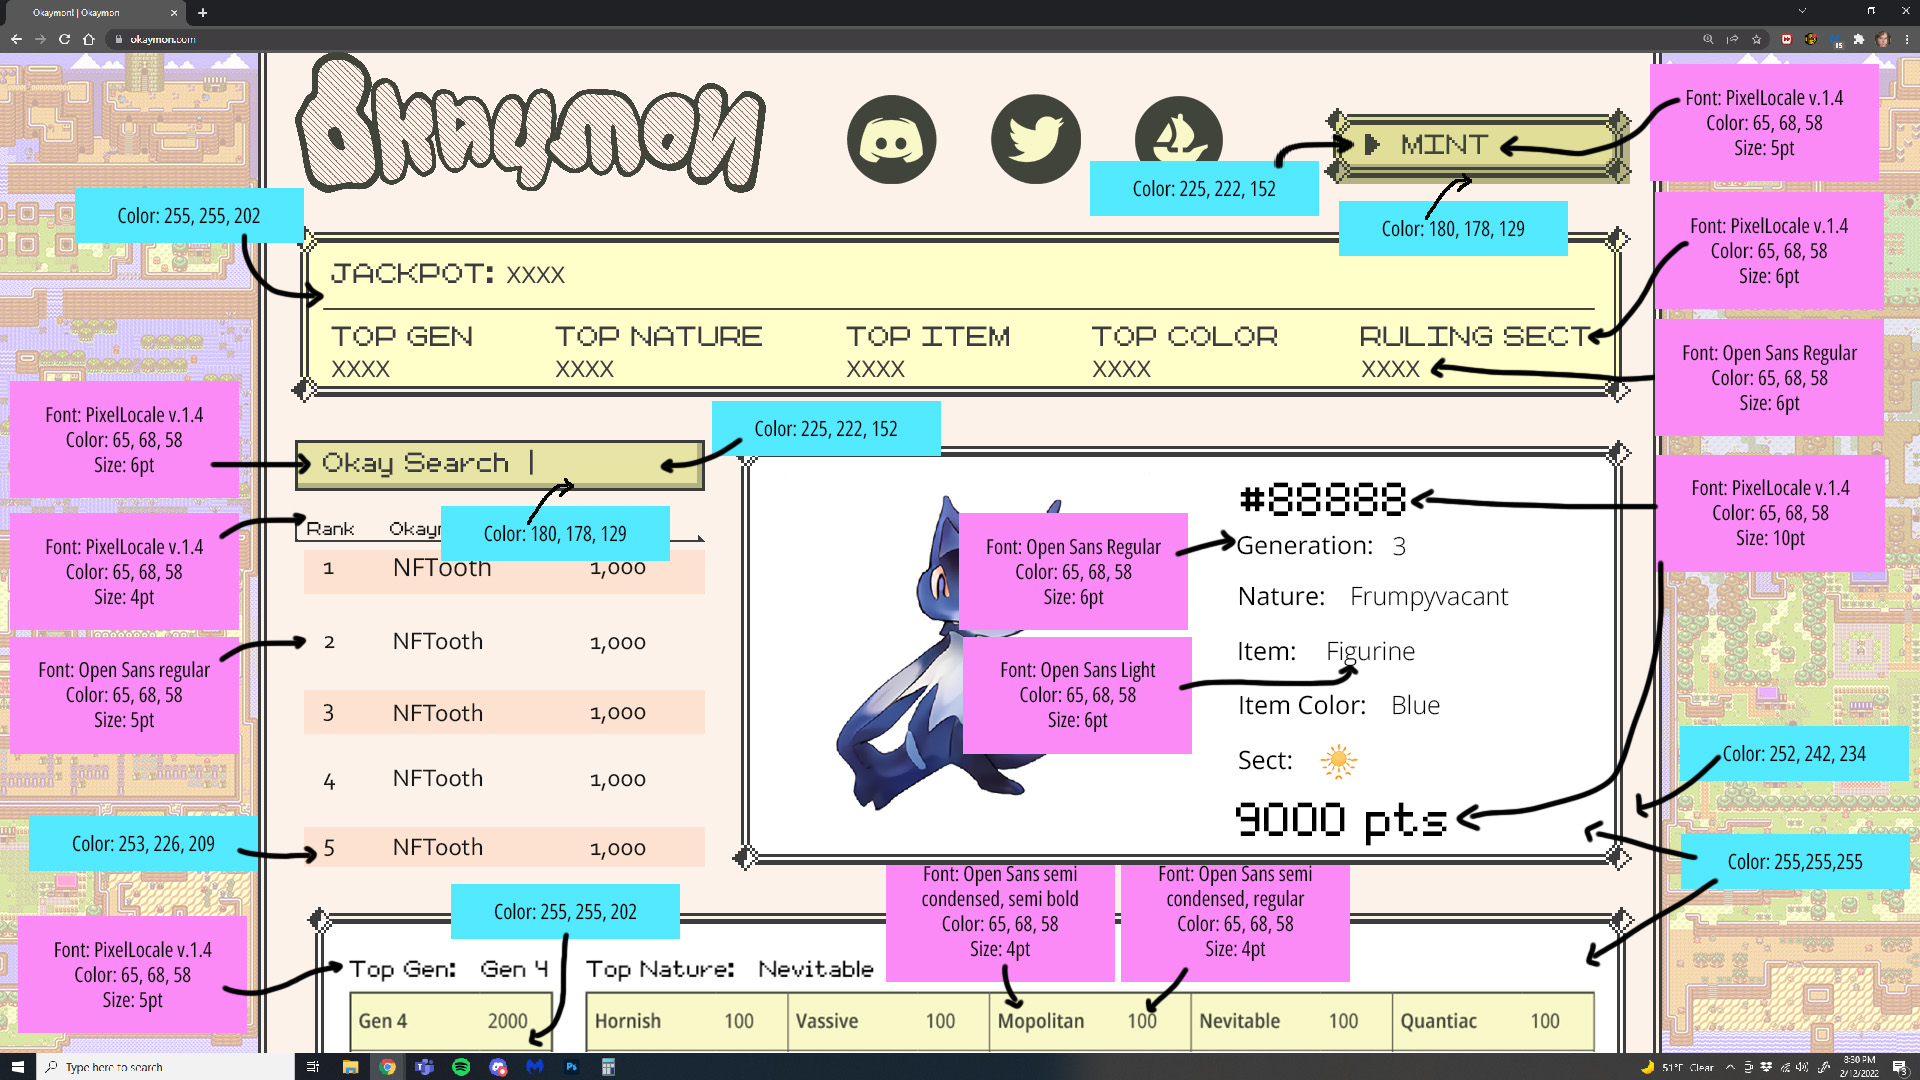 Okaymon! | Okaymon
okaymon.com
15
Okaymon
MINT
Font: PixelLocale v.1.4
Color: 65, 68, 58
Size: 5pt
Color: 225, 222, 152
Color: 180, 178, 129
Color: 255, 255, 202
Font: PixelLocale v.1.4
Color: 65, 68, 58
Size: 6pt
JACKPOT: XXXX
TOP GEN TOP NATURE TOP ITEM TOP COLOR RULING SECT
XXXX XXXX XXXX XXXX XXXX
Font: Open Sans Regular
Color: 65, 68, 58
Size: 6pt
Font: PixelLocale v.1.4
Color: 65, 68, 58
Size: 6pt
Color: 225, 222, 152
Okay Search |
Color: 180, 178, 129
Font: PixelLocale v.1.4
Color: 65, 68, 58
Size: 4pt
Rank Okaym
1 NFTooth 1,000
2 NFTooth 1,000
3 NFTooth 1,000
4 NFTooth 1,000
5 NFTooth 1,000
Font: Open Sans regular
Color: 65, 68, 58
Size: 5pt
Color: 253, 226, 209
#88888
Font: PixelLocale v.1.4
Color: 65, 68, 58
Size: 10pt
Font: Open Sans Regular
Color: 65, 68, 58
Size: 6pt
Generation: 3
Nature: Frumpyvacant
Font: Open Sans Light
Color: 65, 68, 58
Size: 6pt
Item: Figurine
Item Color: Blue
Sect:
9000 pts
Color: 252, 242, 234
Color: 255,255,255
Color: 255, 255, 202
Font: Open Sans semi
condensed, semi bold
Color: 65, 68, 58
Size: 4pt
Font: Open Sans semi
condensed, regular
Color: 65, 68, 58
Size: 4pt
Font: PixelLocale v.1.4
Color: 65, 68, 58
Size: 5pt
Top Gen: Gen 4 Top Nature: Nevitable
Gen 4 2000 Hornish 100 Vassive 100 Mopolitan 100 Nevitable 100 Quantiac 100
Type here to search
Ps
51°F Clear
8:30 PM
2/12/2022
3